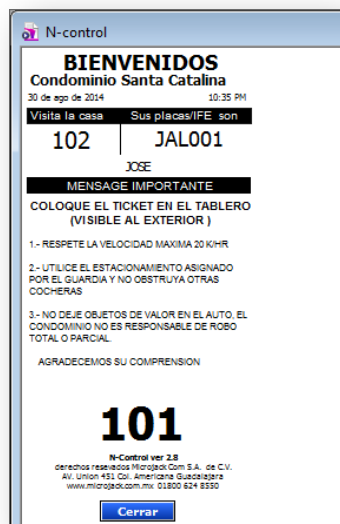 N-control
BIENVENIDOS
Condominio Santa Catalina
30 de ago de 2014 10:35 PM
Visita la casa Sus placas/IFE son
102 JAL001
JOSE
MENSAGE IMPORTANTE
COLOQUE EL TICKET EN EL TABLERO
(VISIBLE AL EXTERIOR )
1.- RESPETE LA VELOCIDAD MAXIMA 20 K/HR
2.- UTILICE EL ESTACIONAMIENTO ASIGNADO
POR EL GUARDIA Y NO OBSTRUYA OTRAS
COCHERAS
3.- NO DEJE OBJETOS DE VALOR EN EL AUTO, EL
CONDOMINIO NO ES RESPONSABLE DE ROBO
TOTAL O PARCIAL.
AGRADECEMOS SU COMPRENSION
101
N-Control ver 2.8
derechos resevados Microjack Com S.A. de C.V.
AV. Union 451 Col. Americana Guadalajara
www.microjack.com.mx 01800 624 8550
Cerrar